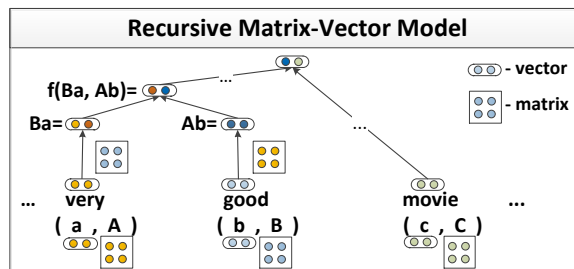 Recursive Matrix-Vector Model
... - vector
f(Ba, Ab)=
- matrix
Ba= Ab= ...
... very good movie ...
( a , A ) ( b , B ) ( c , C )